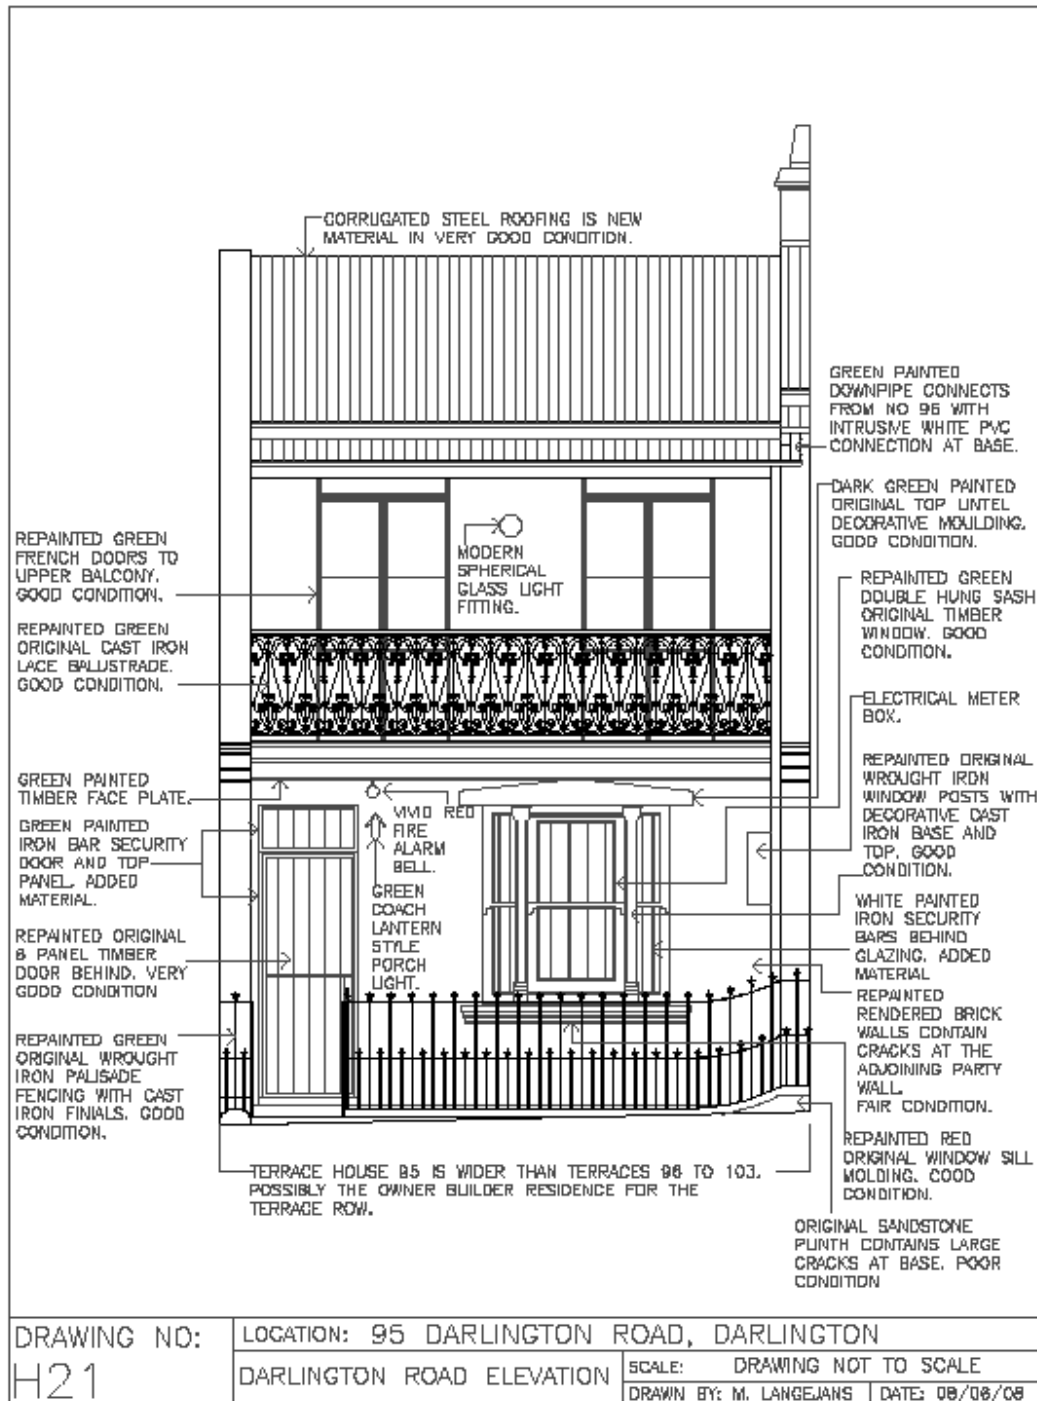 CORRUGATED STEEL ROOFING IS NEW
MATERIAL IN VERY GOOD CONDITION.
GREEN PAINTED
DOWNPIPE CONNECTS
FROM NO 96 WITH
INTRUSIVE WHITE PVC
CONNECTION AT BASE.
DARK GREEN PAINTED
ORIGINAL TOP LINTEL
DECORATIVE MOULDING.
GOOD CONDITION.
REPAINTED GREEN
FRENCH DOORS TO
UPPER BALCONY.
GOOD CONDITION.
MODERN
SPHERICAL
GLASS LIGHT
FITTING.
REPAINTED GREEN
DOUBLE HUNG SASH
ORIGINAL TIMBER
WINDOW. GOOD
CONDITION.
REPAINTED GREEN
ORIGINAL CAST IRON
LACE BALUSTRADE.
GOOD CONDITION.
ELECTRICAL METER
BOX.
REPAINTED ORIGINAL
WROUGHT IRON
WINDOW POSTS WITH
DECORATIVE CAST
IRON BASE AND
TOP. GOOD
CONDITION.
GREEN PAINTED
TIMBER FACE PLATE.
GREEN PAINTED
IRON BAR SECURITY
DOOR AND TOP
PANEL. ADDED
MATERIAL.
VIVID RED
FIRE
ALARM
BELL.
GREEN
COACH
LANTERN
STYLE
PORCH
LIGHT.
WHITE PAINTED
IRON SECURITY
BARS BEHIND
GLAZING. ADDED
MATERIAL
REPAINTED ORIGINAL
6 PANEL TIMBER
DOOR BEHIND. VERY
GOOD CONDITION
REPAINTED
RENDERED BRICK
WALLS CONTAIN
CRACKS AT THE
ADJOINING PARTY
WALL.
FAIR CONDITION.
REPAINTED GREEN
ORIGINAL WROUGHT
IRON PALISADE
FENCING WITH CAST
IRON FINIALS. GOOD
CONDITION.
REPAINTED RED
ORIGINAL WINDOW SILL
MOLDING. GOOD
CONDITION.
TERRACE HOUSE 95 IS WIDER THAN TERRACES 96 TO 103.
POSSIBLY THE OWNER BUILDER RESIDENCE FOR THE
TERRACE ROW.
ORIGINAL SANDSTONE
PLINTH CONTAINS LARGE
CRACKS AT BASE. POOR
CONDITION
DRAWING NO:
H21
LOCATION: 95 DARLINGTON ROAD, DARLINGTON
DARLINGTON ROAD ELEVATION
SCALE: DRAWING NOT TO SCALE
DRAWN BY: M. LANGEJANS
DATE: 08/06/08